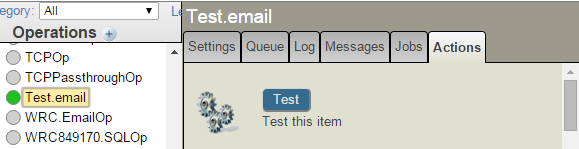 egory: All Le
Operations
TCPOp
TCPPassthroughOp
Test.email
WRC.EmailOp
WRC849170.SQLOp
Test.email
Settings Queue Log Messages Jobs Actions
Test
Test this item